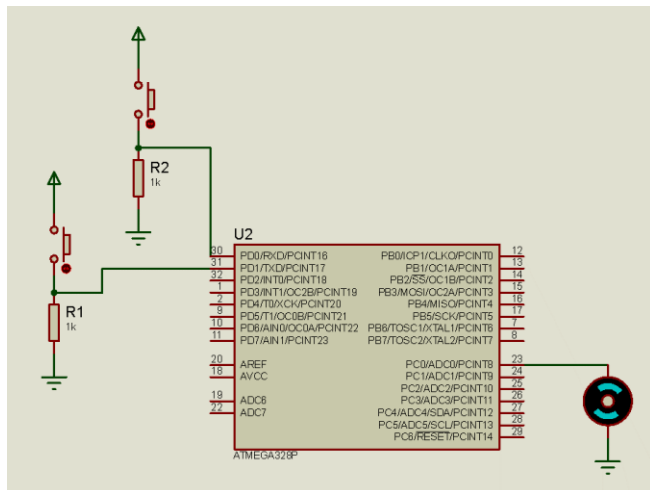 R2
1k
R1
1k
U2
30 PD0/RXD/PCINT16 PB0/ICP1/CLKO/PCINT0 12
31 PD1/TXD/PCINT17 PB1/OC1A/PCINT1 13
32 PD2/INT0/PCINT18 PB2/SS/OC1B/PCINT2 14
1 PD3/INT1/OC2B/PCINT19 PB3/MOSI/OC2A/PCINT3 15
2 PD4/T0/XCK/PCINT20 PB4/MISO/PCINT4 16
9 PD5/T1/OC0B/PCINT21 PB5/SCK/PCINT5 17
10 PD6/AIN0/OC0A/PCINT22 PB6/TOSC1/XTAL1/PCINT6 7
11 PD7/AIN1/PCINT23 PB7/TOSC2/XTAL2/PCINT7 8
20 AREF PC0/ADC0/PCINT8 23
18 AVCC PC1/ADC1/PCINT9 24
PC2/ADC2/PCINT10 25
19 ADC6 PC3/ADC3/PCINT11 26
22 ADC7 PC4/ADC4/SDA/PCINT12 27
PC5/ADC5/SCL/PCINT13 28
PC6/RESET/PCINT14 29
ATMEGA328P